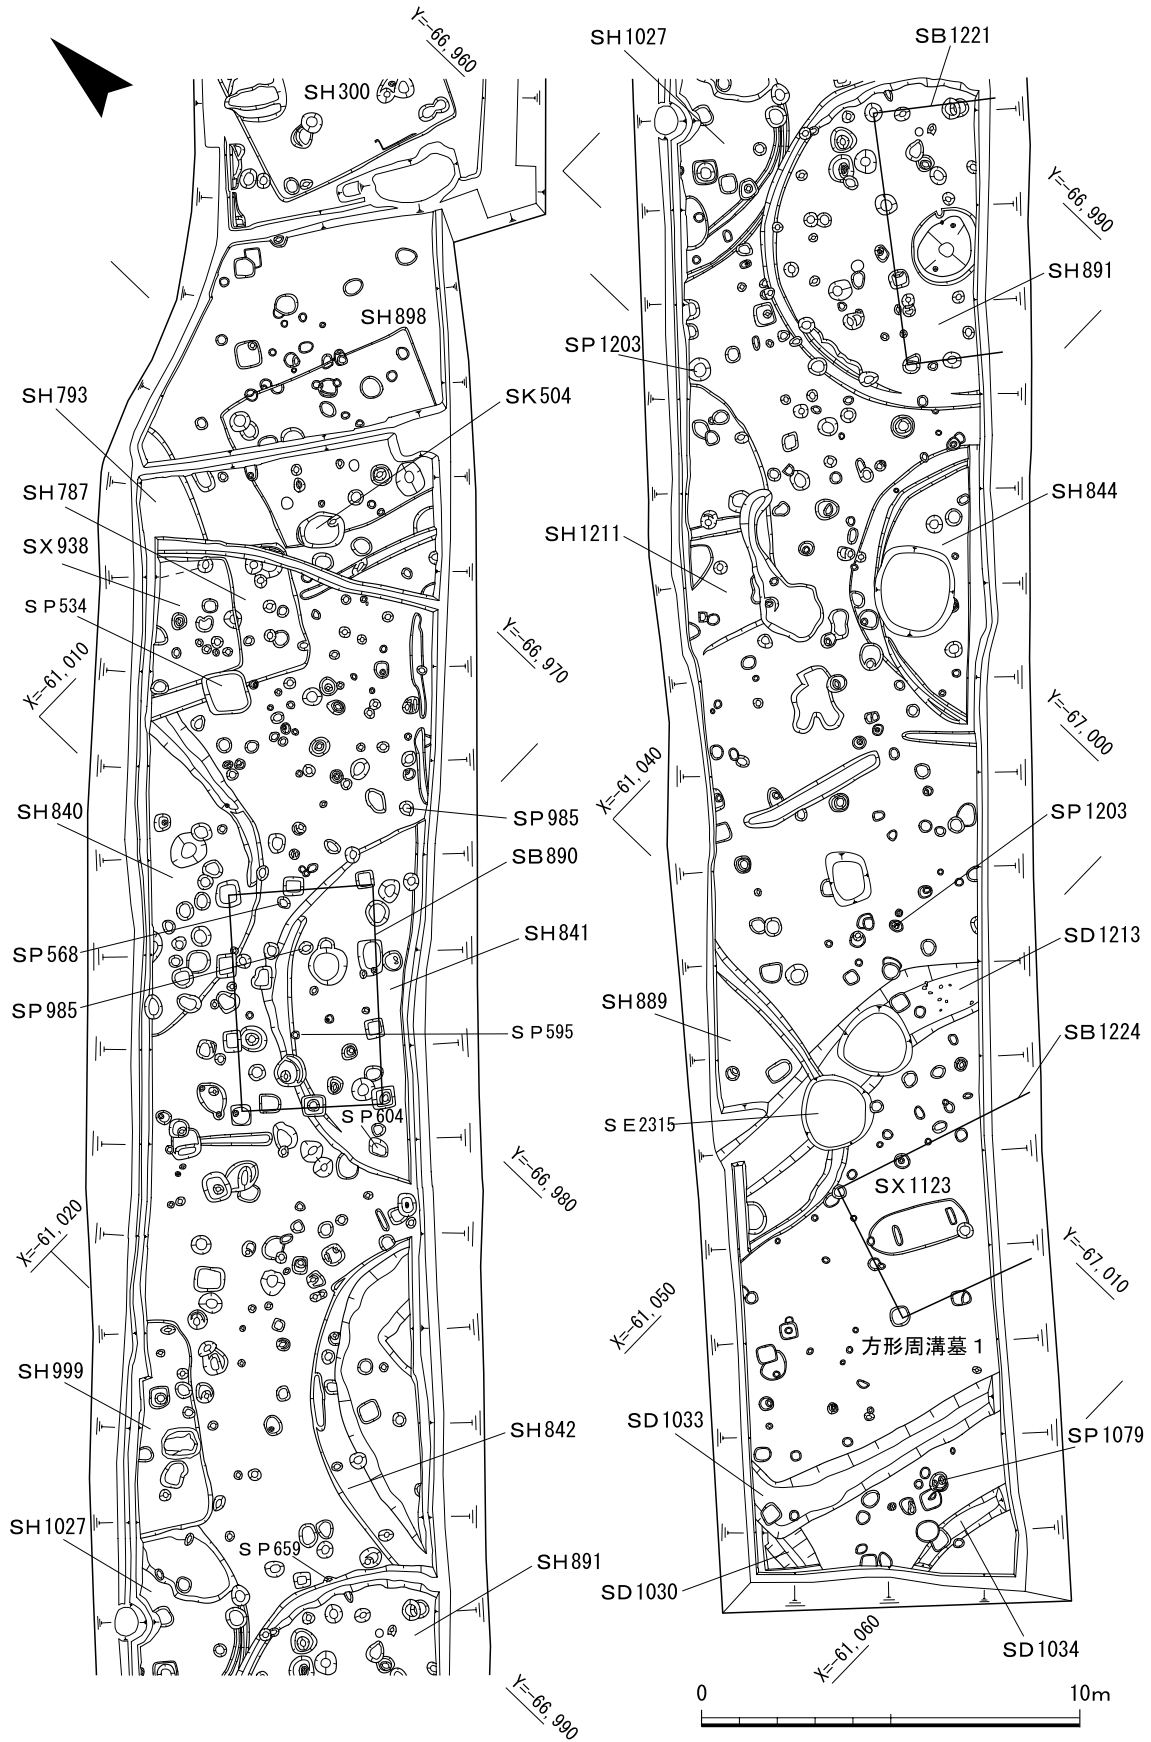 Y=-66,960
SH300
SH898
SH793
SK504
SH787
SX938
SP534
X=-61,010
Y=-66,970
SH840
SP985
SB890
SP568
SH841
SP985
SP595
SP604
Y=-66,980
X=-61,020
SH999
SH842
SH1027
SP659
SH891
Y=-66,990
SH1027
SB1221
Y=-66,990
SH891
SP1203
SH844
SH1211
Y=-67,000
X=-61,040
SP1203
SD1213
SH889
SB1224
SE2315
SX1123
Y=-67,010
X=-61,050
方形周溝墓1
SD1033
SP1079
SD1030
SD1034
X=-61,060
0 10m